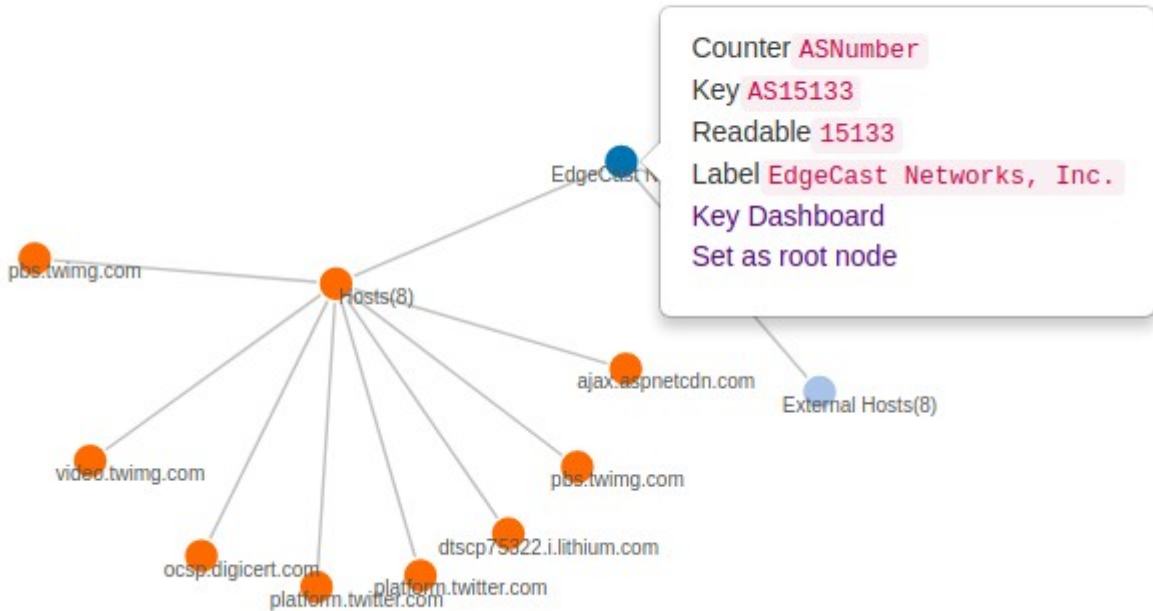 Counter ASNumber
Key AS15133
Readable 15133
EdgeCast N
Label EdgeCast Networks, Inc.
Key Dashboard
Set as root node
pbs.twimg.com
Hosts(8)
ajax.aspnetcdn.com
External Hosts(8)
video.twimg.com
pbs.twimg.com
dtscp75322.i.lithium.com
ocsp.digicert.com
platform.twitter.com
platform.twitter.com